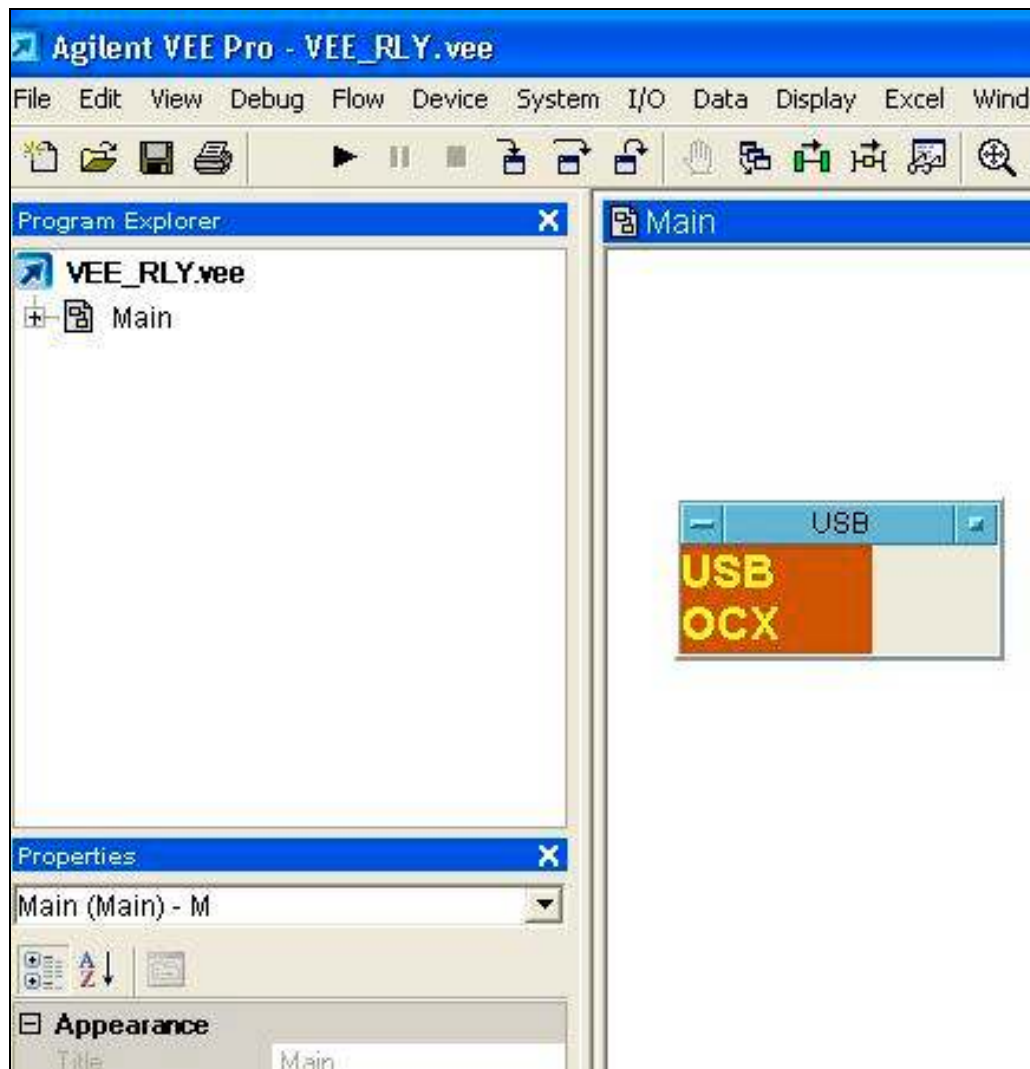 Agilent VEE Pro - VEE_RLY.vee
File Edit View Debug Flow Device System I/O Data Display Excel Wind
Program Explorer
Main
VEE_RLY.vee
Main
USB
USB
OCX
Properties
Main (Main) - M
A
Z
Appearance
Title Main